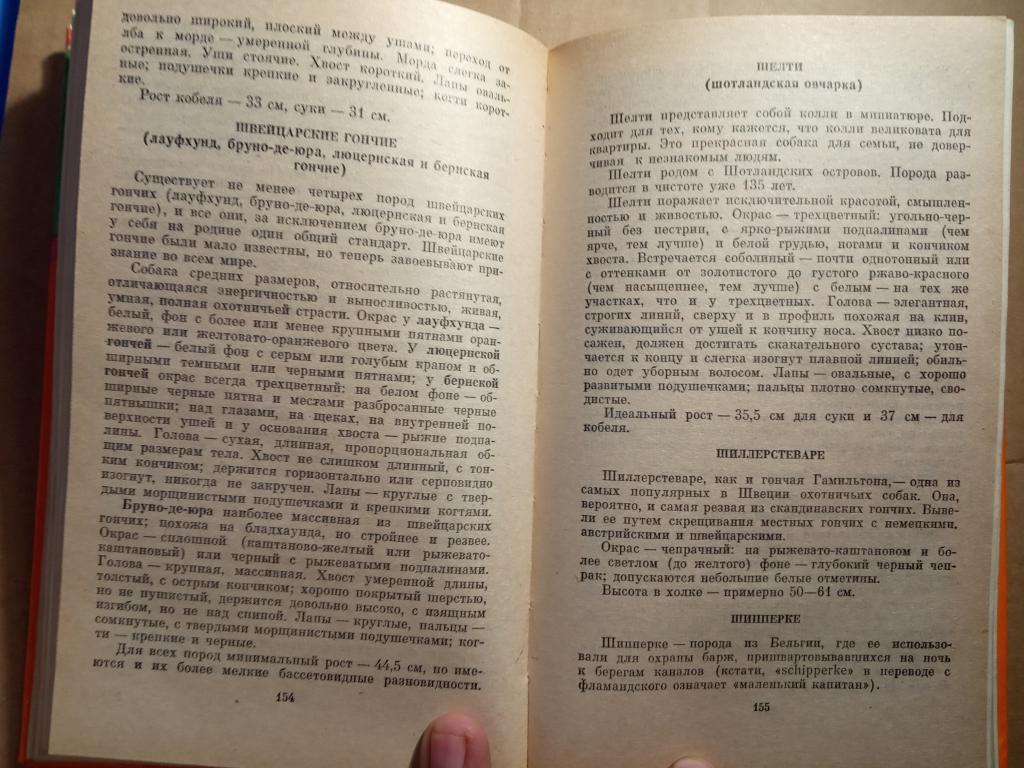 довольно широкий, плоский между ушами; переход от
лба к морде — умеренной глубины. Морда слегка за-
остренная. Уши стоячие. Хвост короткий. Лапы оваль-
ные; подушечки крепкие и закругленные; когти корот-
кие.
Рост кобеля — 33 см, суки — 31 см.
ШВЕЙЦАРСКИЕ ГОНЧИЕ
(лауфхунд, бруно-де-юра, люцернская и бернская
гончие)
Существует не менее четырех пород швейцарских
гончих (лауфхунд, бруно-де-юра, люцернская и бернская
гончие), и все они, за исключением бруно-де-юра имеют
у себя на родине один общий стандарт. Швейцарские
гончие были мало известны, но теперь завоевывают при-
знание во всем мире.
Собака средних размеров, относительно растянутая,
отличающаяся энергичностью и выносливостью, живая,
умная, полная охотничьей страсти. Окрас у лауфхунда —
белый, фон с более или менее крупными пятнами оран-
жевого или желтовато-оранжевого цвета. У люцернской
гончей — белый фон с серым или голубым крапом и об-
ширными темными или черными пятнами; у бернской
гончей окрас всегда трехцветный: на белом фоне — об-
ширные черные пятна и местами разбросанные черные
пятнышки; над глазами, на щеках, на внутренней по-
верхности ушей и у основания хвоста — рыжие подпа-
лины. Голова — сухая, длинная, пропорциональная об-
щим размерам тела. Хвост не слишком длинный, с тон-
ким кончиком; держится горизонтально или серповидно
изогнут, никогда не закручен. Лапы — круглые с твер-
дыми морщинистыми подушечками и крепкими когтями.
Бруно-де-юра наиболее массивная из швейцарских
гончих; похожа на бладхаунда, но стройнее и резвее.
Окрас — сплошной (каштаново-желтый или рыжевато-
каштановый) или черный с рыжеватыми подпалинами.
Голова — крупная, массивная. Хвост умеренной длины,
толстый, с острым кончиком; хорошо покрытый шерстью,
но не пушистый, держится довольно высоко, с изящным
изгибом, но не над спиной. Лапы — круглые, пальцы —
сомкнутые, с твердыми морщинистыми подушечками; ког-
ти — крепкие и черные.
Для всех пород минимальный рост — 44,5 см, но име-
ются и их более мелкие бассетовидные разновидности.
154
ШЕЛТИ
(шотландская овчарка)
Шелти представляет собой колли в миниатюре. Под-
ходит для тех, кому кажется, что колли великовата для
квартиры. Это прекрасная собака для семьи, не довер-
чивая к незнакомым людям.
Шелти родом с Шотландских островов. Порода раз-
водится в чистоте уже 135 лет.
Шелти поражает исключительной красотой, смышлен-
ностью и живостью. Окрас — трехцветный: угольно-чер-
ный без пестрин, с ярко-рыжими подпалинами (чем
ярче, тем лучше) и белой грудью, ногами и кончиком
хвоста. Встречается соболиный — почти однотонный или
с оттенками от золотистого до густого ржаво-красного
(чем насыщеннее, тем лучше) с белым — на тех же
участках, что и у трехцветных. Голова — элегантная,
строгих линий, сверху и в профиль похожая на клин,
суживающийся от ушей к кончику носа. Хвост низко по-
сажен, должен достигать скакательного сустава; утон-
чается к концу и слегка изогнут плавной линией; обиль-
но одет уборным волосом. Лапы — овальные, с хорошо
развитыми подушечками; пальцы плотно сомкнутые, сво-
дистые.
Идеальный рост — 35,5 см для суки и 37 см — для
кобеля.
ШИЛЛЕРСТЕВАРЕ
Шиллерстеваре, как и гончая Гамильтона,— одна из
самых популярных в Швеции охотничьих собак. Она,
вероятно, и самая резвая из скандинавских гончих. Выве-
ли ее путем скрещивания местных гончих с немецкими,
австрийскими и швейцарскими.
Окрас — чепрачный: на рыжевато-каштановом и бо-
лее светлом (до желтого) фоне — глубокий черный чеп-
рак; допускаются небольшие белые отметины.
Высота в холке — примерно 50—61 см.
ШИППЕРКЕ
Шипперке — порода из Бельгии, где ее использо-
вали для охраны барж, пришвартовывавшихся на ночь
к берегам каналов (кстати, «schipperke» в переводе с
фламандского означает «маленький капитан»).
155